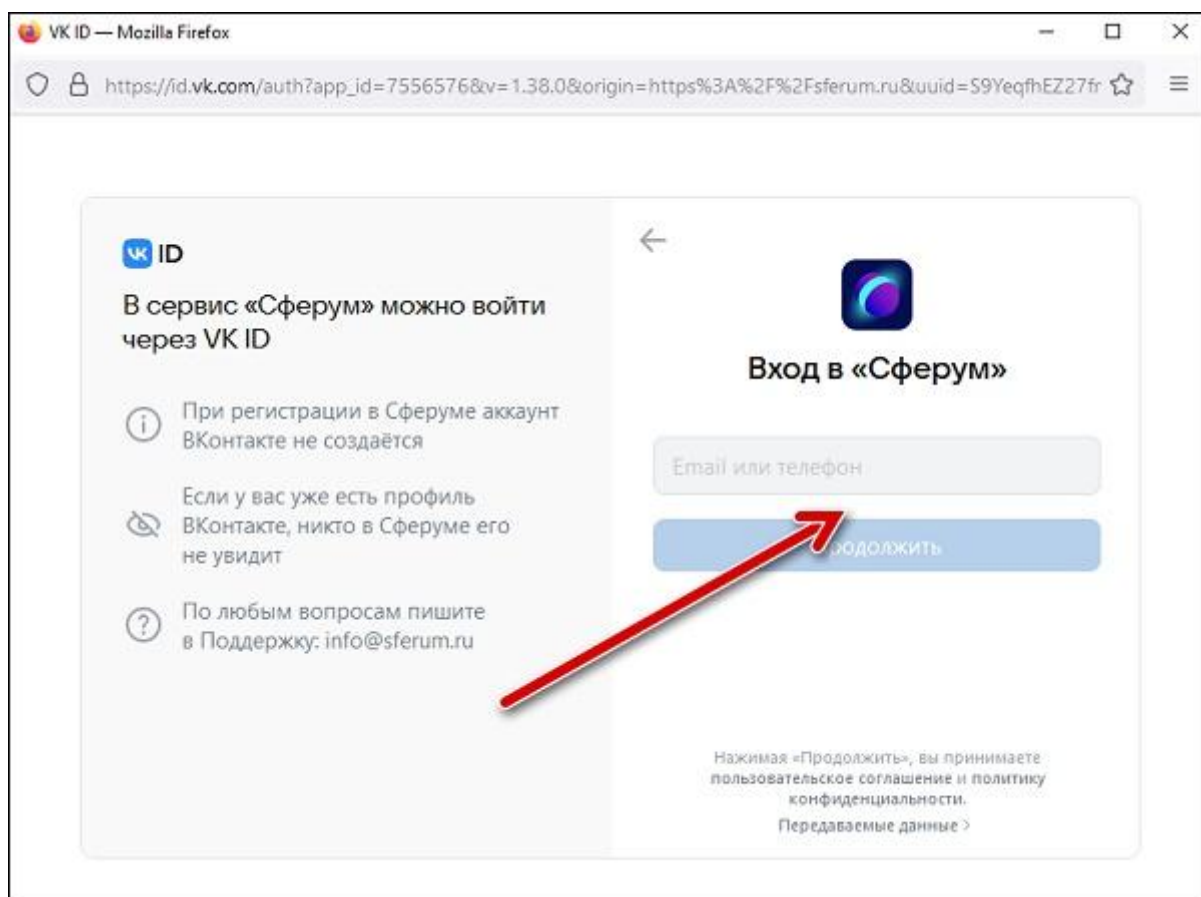 VK ID — Mozilla Firefox
https://id.vk.com/auth?app_id=7556576&v=1.38.0&origin=https%3A%2F%2Fsferum.ru&uuid=S9YeqfhEZ27fr
VK ID
В сервис «Сферум» можно войти
через VK ID
При регистрации в Сферуме аккаунт
ВКонтакте не создаётся
Если у вас уже есть профиль
ВКонтакте, никто в Сферуме его
не увидит
По любым вопросам пишите
в Поддержку: info@sferum.ru
Вход в «Сферум»
Email или телефон
Продолжить
Нажимая «Продолжить», вы принимаете
пользовательское соглашение и политику
конфиденциальности.
Передаваемые данные >